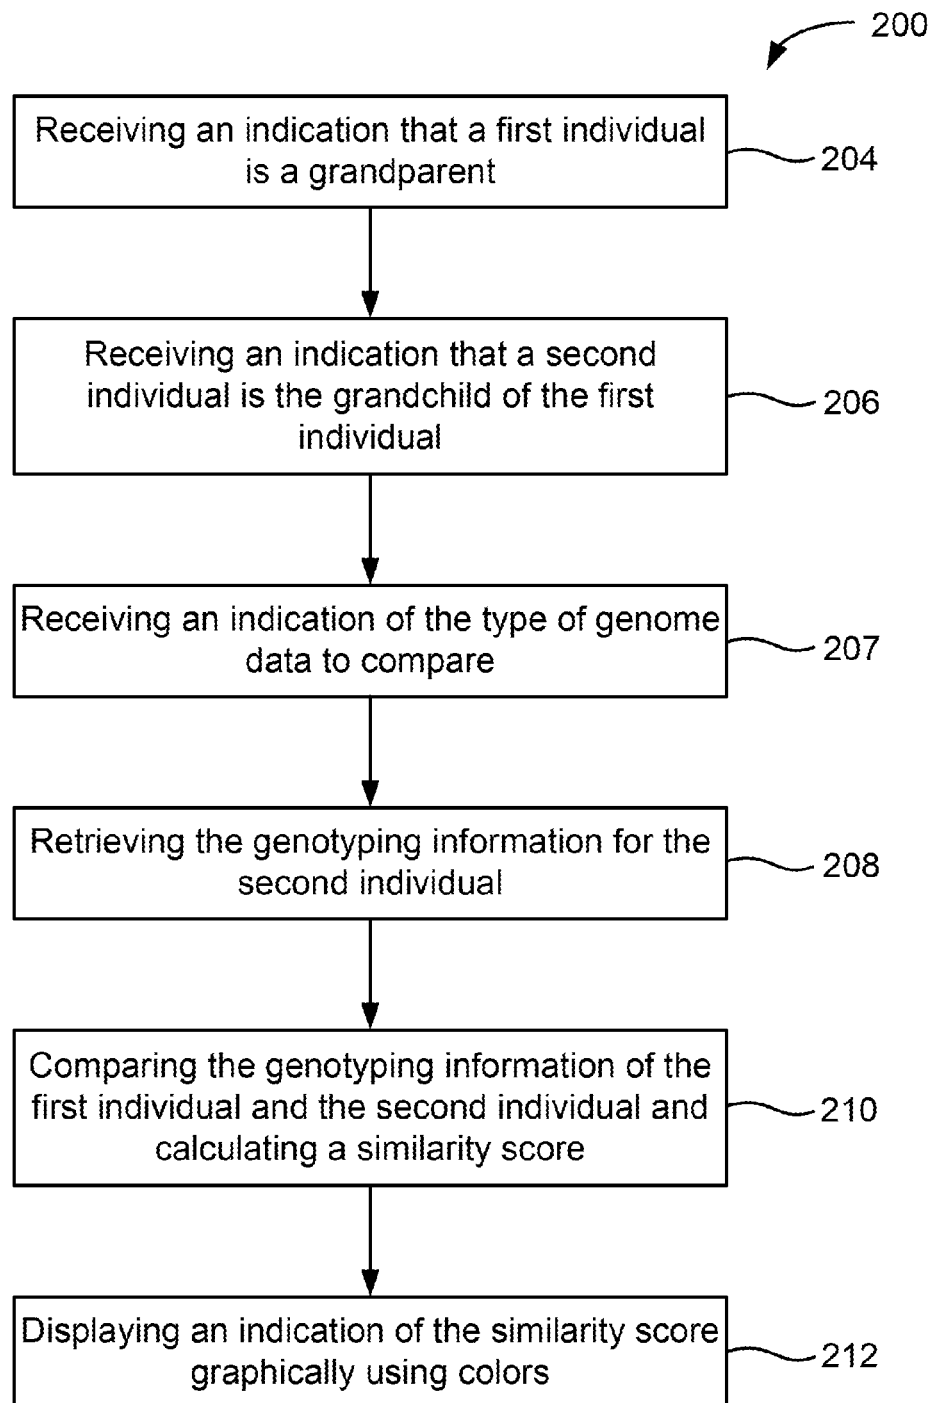 200
Receiving an indication that a first individual
is a grandparent
204
Receiving an indication that a second
individual is the grandchild of the first
individual
206
Receiving an indication of the type of genome
data to compare
207
Retrieving the genotyping information for the
second individual
208
Comparing the genotyping information of the
first individual and the second individual and
calculating a similarity score
210
Displaying an indication of the similarity score
graphically using colors
212